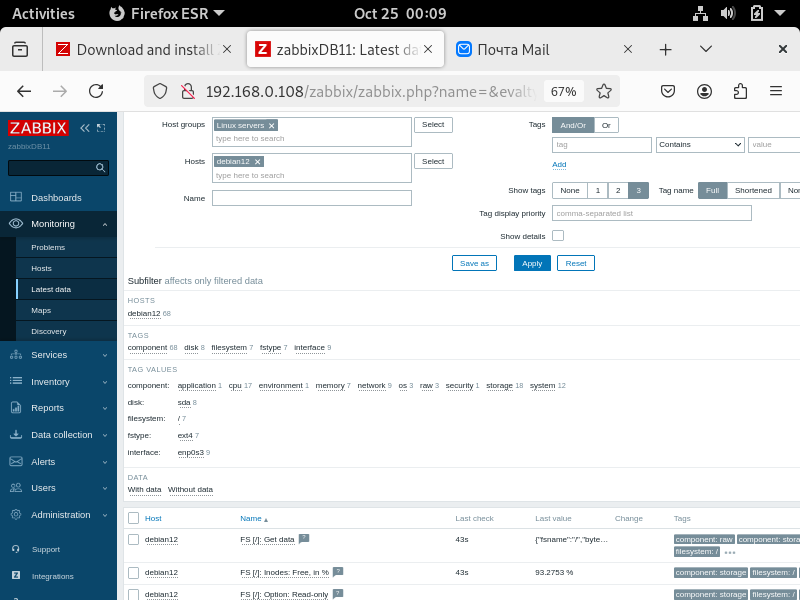 Activities
Firefox ESR
Oct 25 00:09
Download and install
zabbixDB11: Latest da
Почта Mail
192.168.0.108/zabbix/zabbix.php?name=&evalty
67%
ZABBIX
zabbixDB11
Dashboards
Monitoring
Problems
Hosts
Latest data
Maps
Discovery
Services
Inventory
Reports
Data collection
Alerts
Users
Administration
Support
Integrations
Host groups
Linux servers
type here to search
Select
Hosts
debian12
type here to search
Select
Name
Tags
And/Or Or
tag
Contains
value
Add
Show tags
None 1 2 3
Tag name
Full Shortened Non
Tag display priority
comma-separated list
Show details
Save as Apply Reset
Subfilter affects only filtered data
HOSTS
debian12 68
TAGS
component 68 disk 8 filesystem 7 fstype 7 interface 9
TAG VALUES
component: application 1 cpu 17 environment 1 memory 7 network 9 os 3 raw 3 security 1 storage 18 system 12
disk: sda 8
filesystem: / 7
fstype: ext4 7
interface: enp0s3 9
DATA
With data Without data
Host Name Last check Last value Change Tags
debian12 FS [/]: Get data ? 43s {"fsname":"/","byte... component: raw component: stora
filesystem: /
debian12 FS [/]: Inodes: Free, in % ? 43s 93.2753 % component: storage filesystem: /
debian12 FS [/]: Option: Read-only ? component: storage filesystem: /